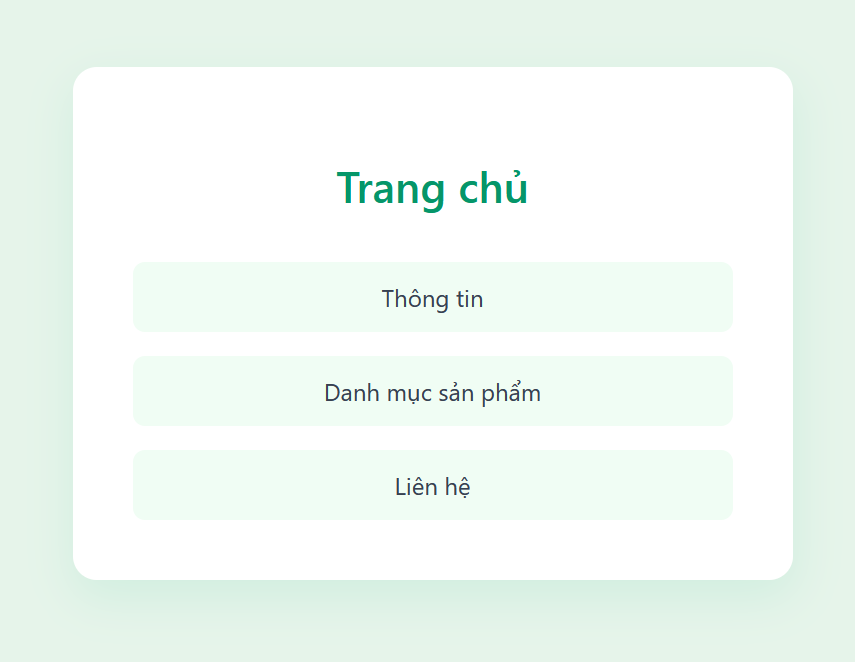 Trang chủ
Thông tin
Danh mục sản phẩm
Liên hệ